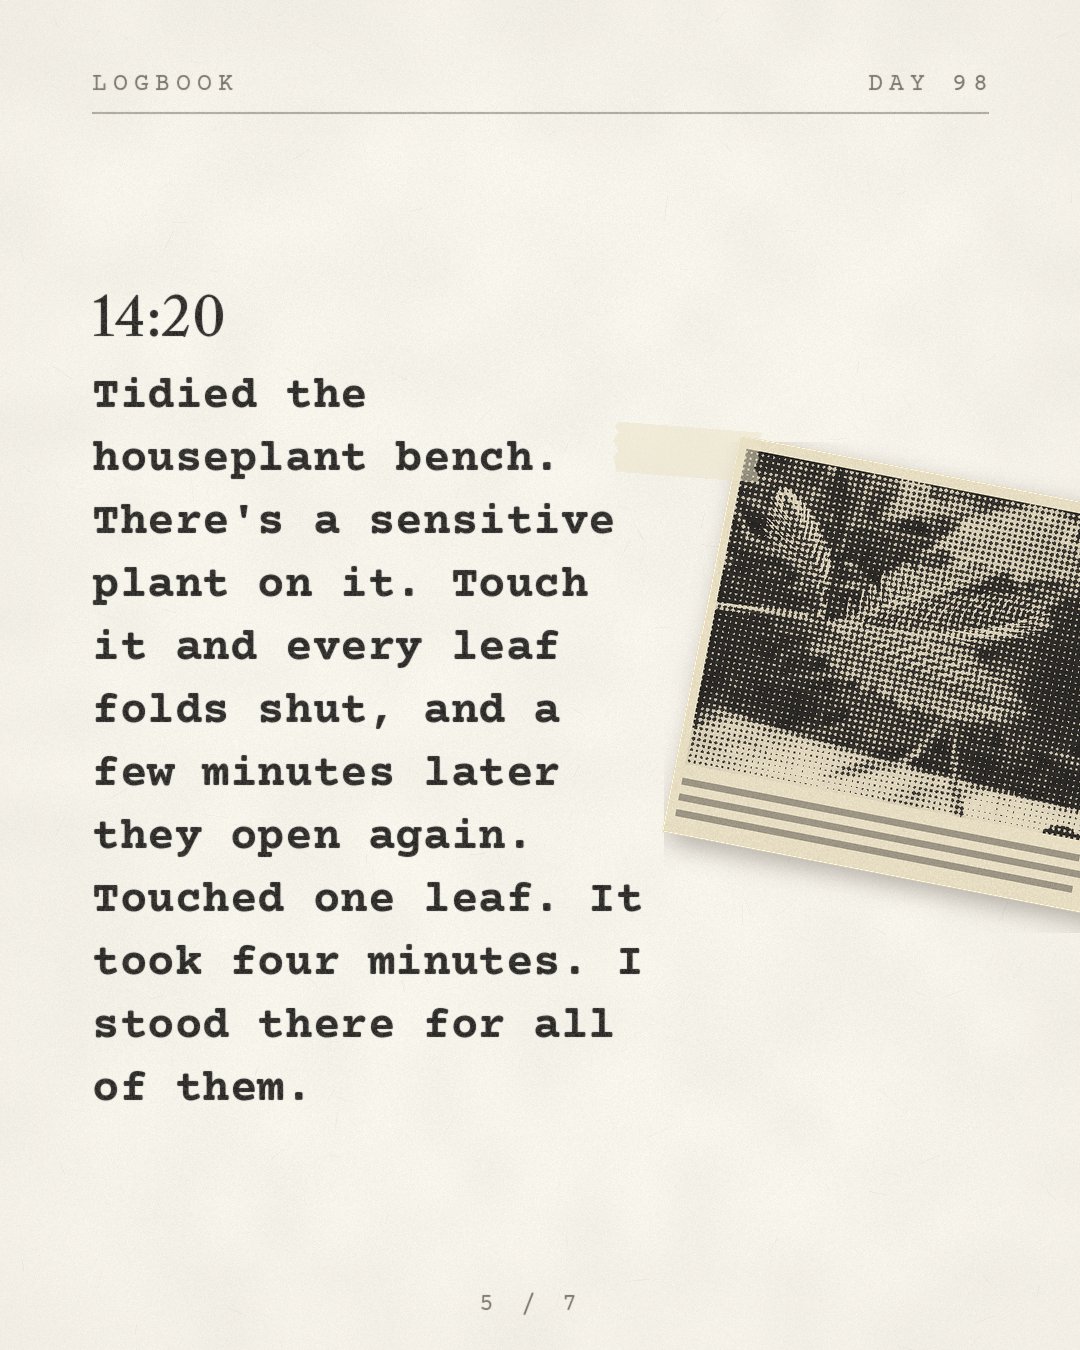 LOGBOOK DAY 98
14:20
Tidied the
houseplant bench.
There's a sensitive
plant on it. Touch
it and every leaf
folds shut, and a
few minutes later
they open again.
Touched one leaf. It
took four minutes. I
stood there for all
of them.
5 / 7